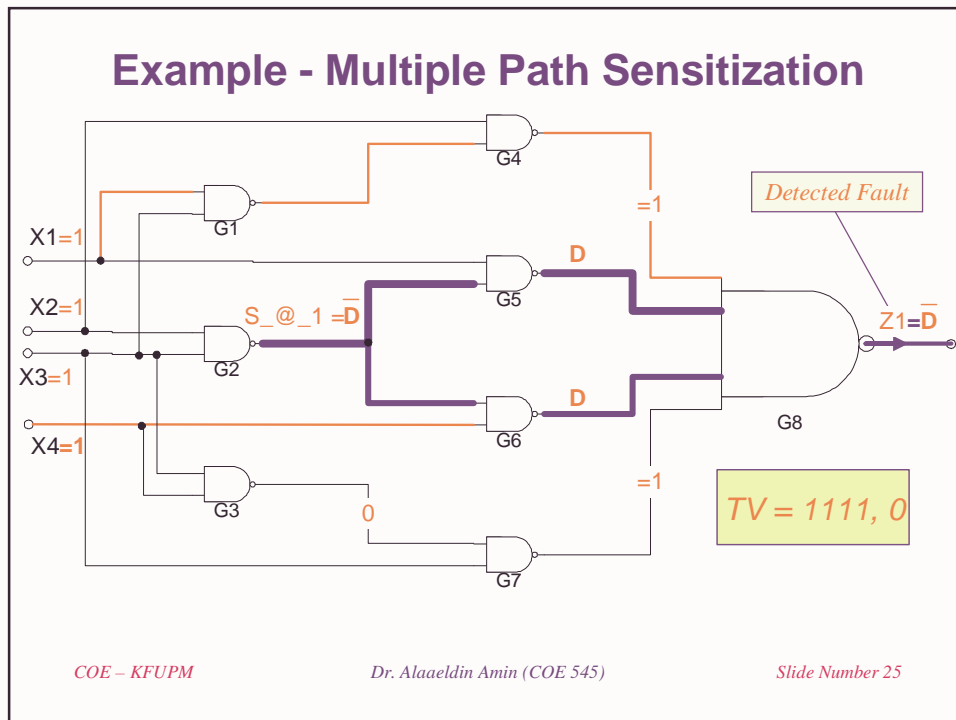 Example - Multiple Path Sensitization
G4
=1
Detected Fault
G1
X1=1
D
G5
X2=1
S_@_1 =D̅
Z1=D̅
G2
X3=1
D
G6
G8
X4=1
=1
TV = 1111, 0
G3
0
G7
COE – KFUPM
Dr. Alaaeldin Amin (COE 545)
Slide Number 25